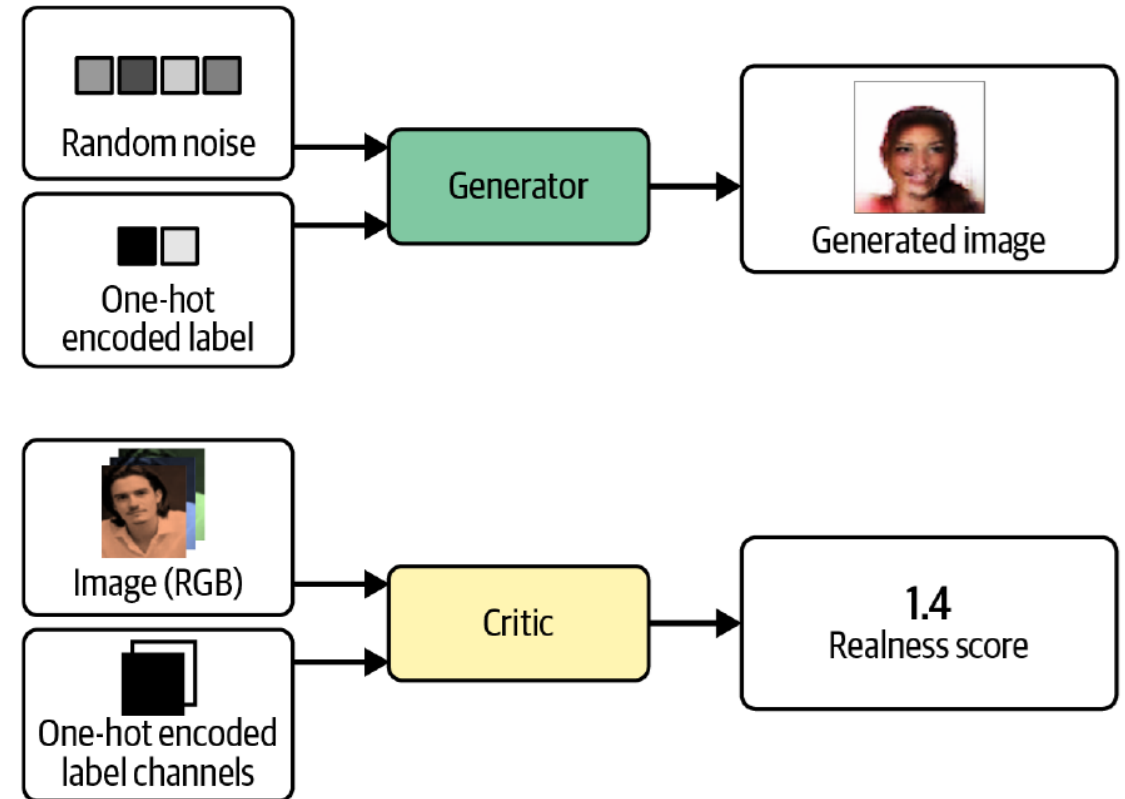 Random noise
Generator
Generated image
One-hot
encoded label
Image (RGB)
Critic
1.4
Realness score
One-hot encoded
label channels